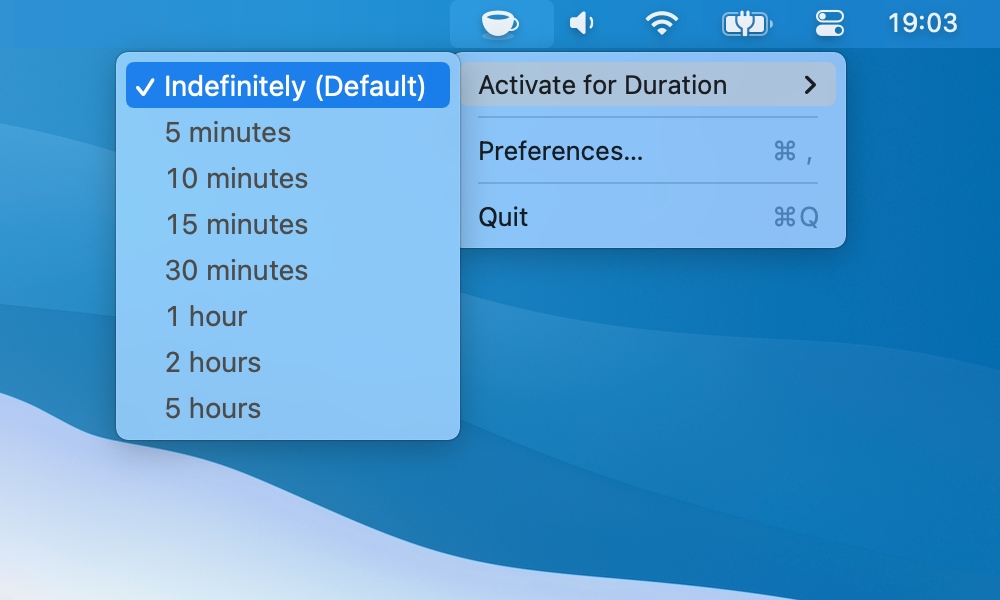 19:03
Activate for Duration
Preferences... ⌘ ,
Quit ⌘Q
✓ Indefinitely (Default)
5 minutes
10 minutes
15 minutes
30 minutes
1 hour
2 hours
5 hours